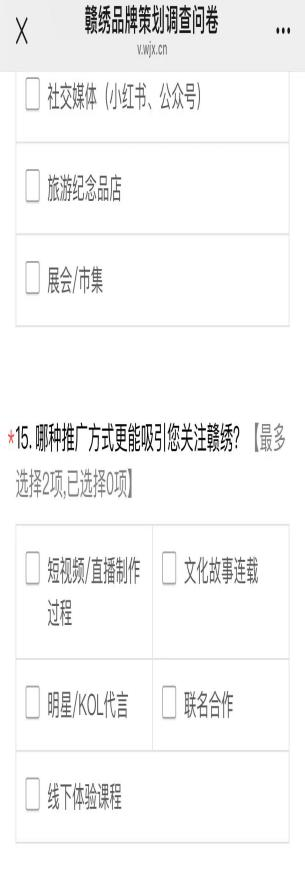 赣绣品牌策划调查问卷
v.wjx.cn
社交媒体（小红书、公众号）
旅游纪念品店
展会/市集
*15. 哪种推广方式更能吸引您关注赣绣？【最多
选择2项,已选择0项】
短视频/直播制作
过程
文化故事连载
明星/KOL代言
联名合作
线下体验课程